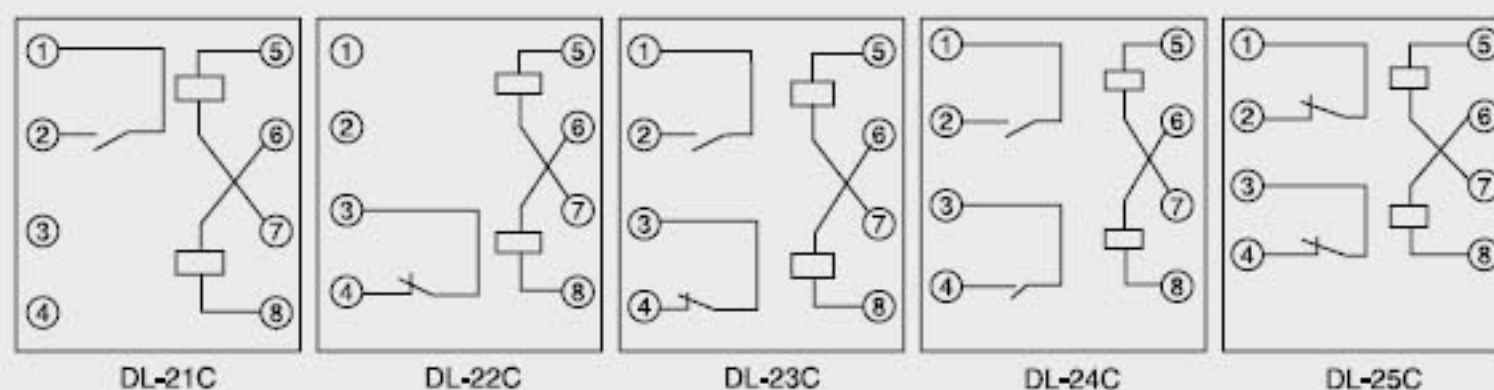 ① ⑤ ① ⑤ ① ⑤ ① ⑤ ① ⑤
② ⑥ ② ⑥ ② ⑥ ② ⑥ ② ⑥
③ ⑦ ③ ⑦ ③ ⑦ ③ ⑦ ③ ⑦
④ ⑧ ④ ⑧ ④ ⑧ ④ ⑧ ④ ⑧
DL-21C DL-22C DL-23C DL-24C DL-25C